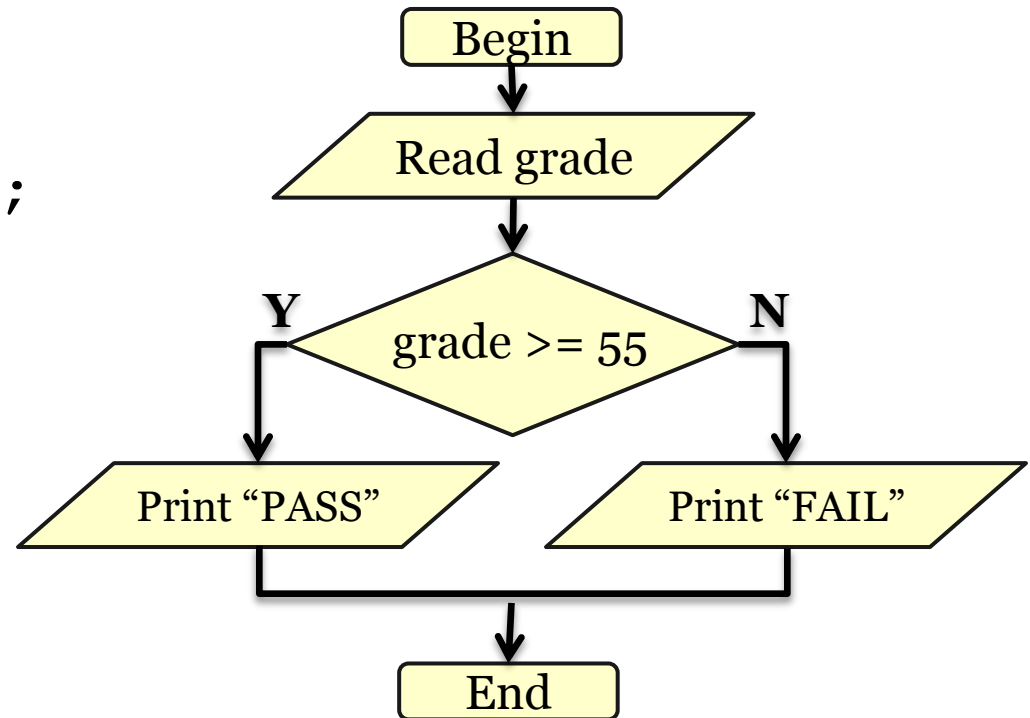 Begin
Read grade
;
Y
N
grade >= 55
Print “PASS”
Print “FAIL”
End